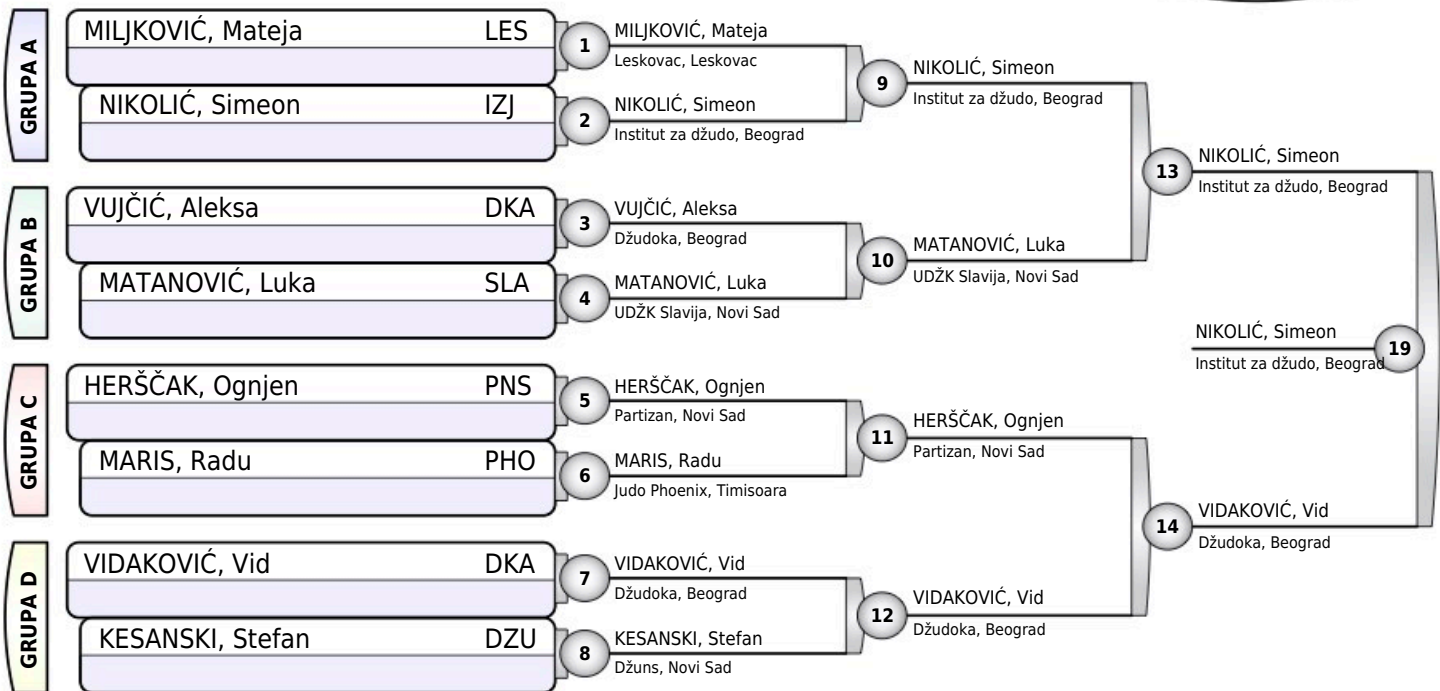 GRUPA A
MILJKOVIĆ, Mateja LES
NIKOLIĆ, Simeon IZJ
GRUPA B
VUJČIĆ, Aleksa DKA
MATANOVIĆ, Luka SLA
GRUPA C
HERŠČAK, Ognjen PNS
MARIS, Radu PHO
GRUPA D
VIDAKOVIĆ, Vid DKA
KESANSKI, Stefan DZU
1 MILJKOVIĆ, Mateja
Leskovac, Leskovac
2 NIKOLIĆ, Simeon
Institut za džudo, Beograd
3 VUJČIĆ, Aleksa
Džudoka, Beograd
4 MATANOVIĆ, Luka
UDŽK Slavija, Novi Sad
5 HERŠČAK, Ognjen
Partizan, Novi Sad
6 MARIS, Radu
Judo Phoenix, Timisoara
7 VIDAKOVIĆ, Vid
Džudoka, Beograd
8 KESANSKI, Stefan
Džuns, Novi Sad
9 NIKOLIĆ, Simeon
Institut za džudo, Beograd
10 MATANOVIĆ, Luka
UDŽK Slavija, Novi Sad
11 HERŠČAK, Ognjen
Partizan, Novi Sad
12 VIDAKOVIĆ, Vid
Džudoka, Beograd
13 NIKOLIĆ, Simeon
Institut za džudo, Beograd
14 VIDAKOVIĆ, Vid
Džudoka, Beograd
NIKOLIĆ, Simeon
Institut za džudo, Beograd
19